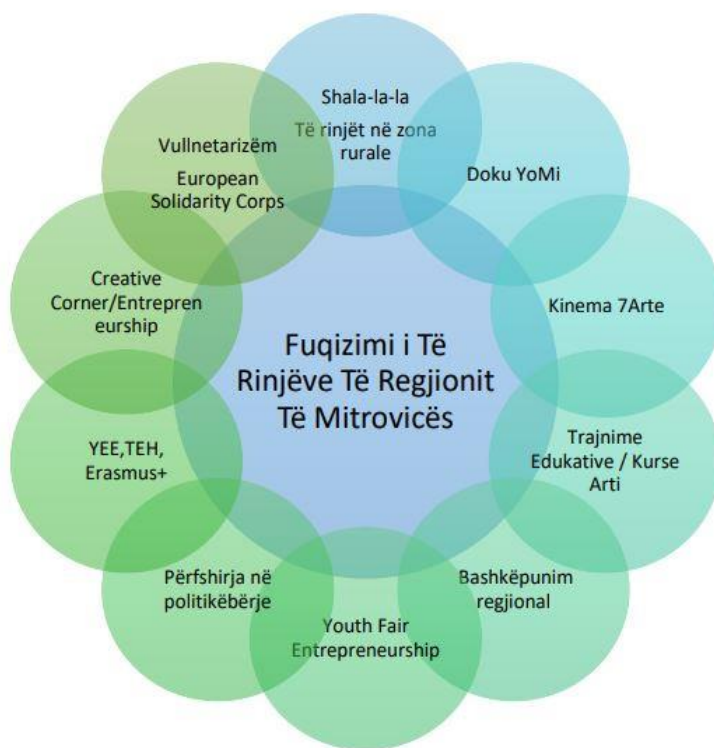 Shala-la-la
Të rinjët në zona
rurale
Doku YoMi
Kinema 7Arte
Trajnime
Edukative / Kurse
Arti
Bashkëpunim
regjional
Youth Fair
Entrepreneurship
Përfshirja në
politikëbërje
YEE,TEH,
Erasmus+
Creative
Corner/Entrepren
eurship
Vullnetarizëm
European
Solidarity Corps
Fuqizimi i Të
Rinjëve Të Regjionit
Të Mitrovicës